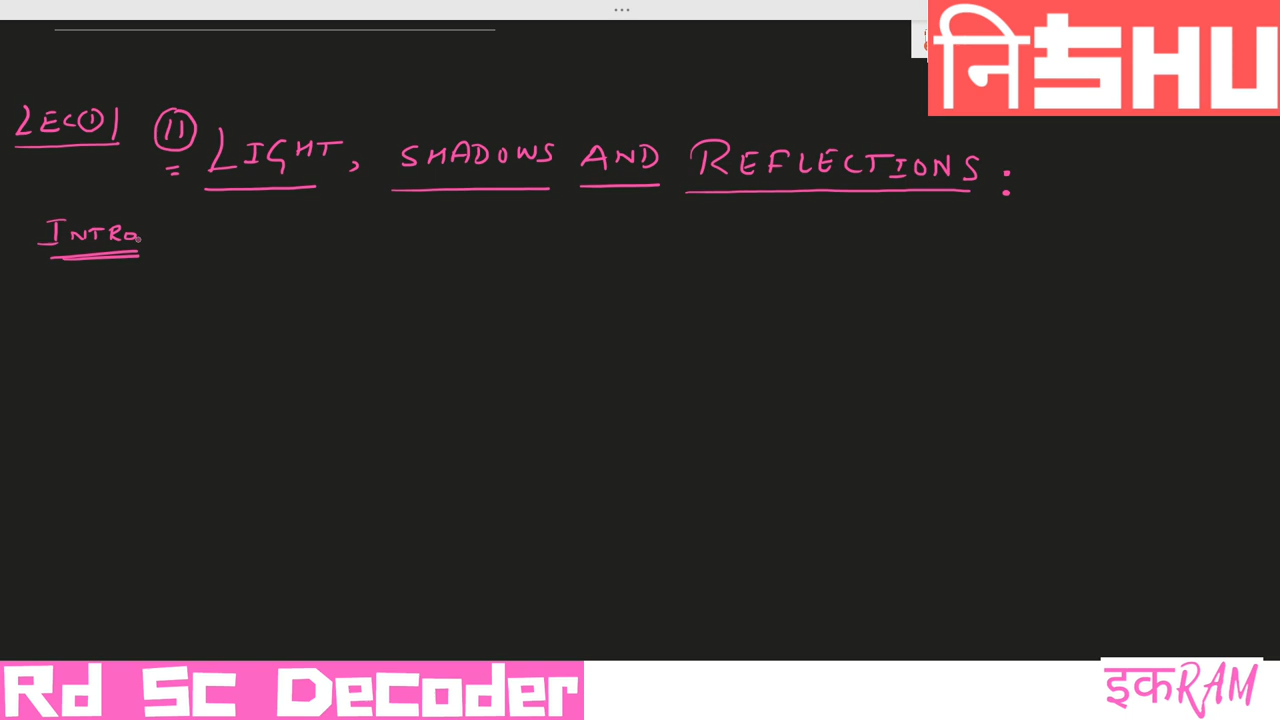 निSHU
LEC① ⑪ LIGHT, SHADOWS AND REFLECTIONS :
INTRO
Rd Sc Decoder
इकRAM